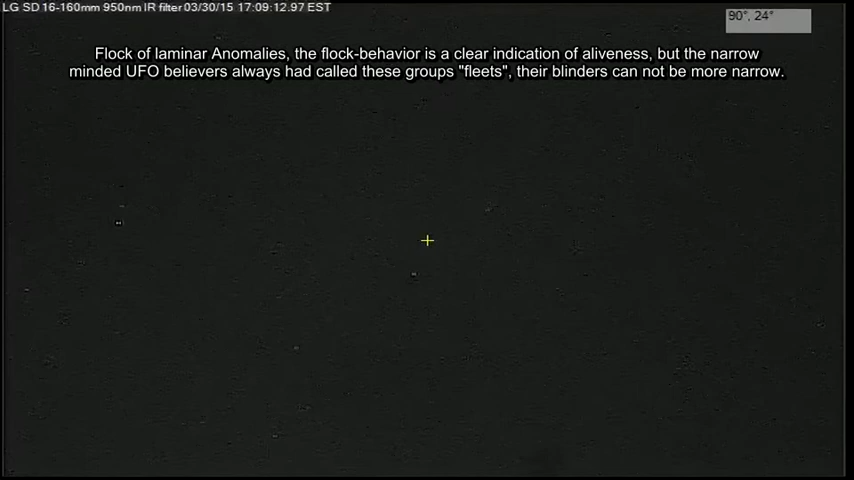 LG SD 16-160mm 950nm IR filter 03/30/15 17:09:12.97 EST
90°, 24°
Flock of laminar Anomalies, the flock-behavior is a clear indication of aliveness, but the narrow
minded UFO believers always had called these groups "fleets", their blinders can not be more narrow.